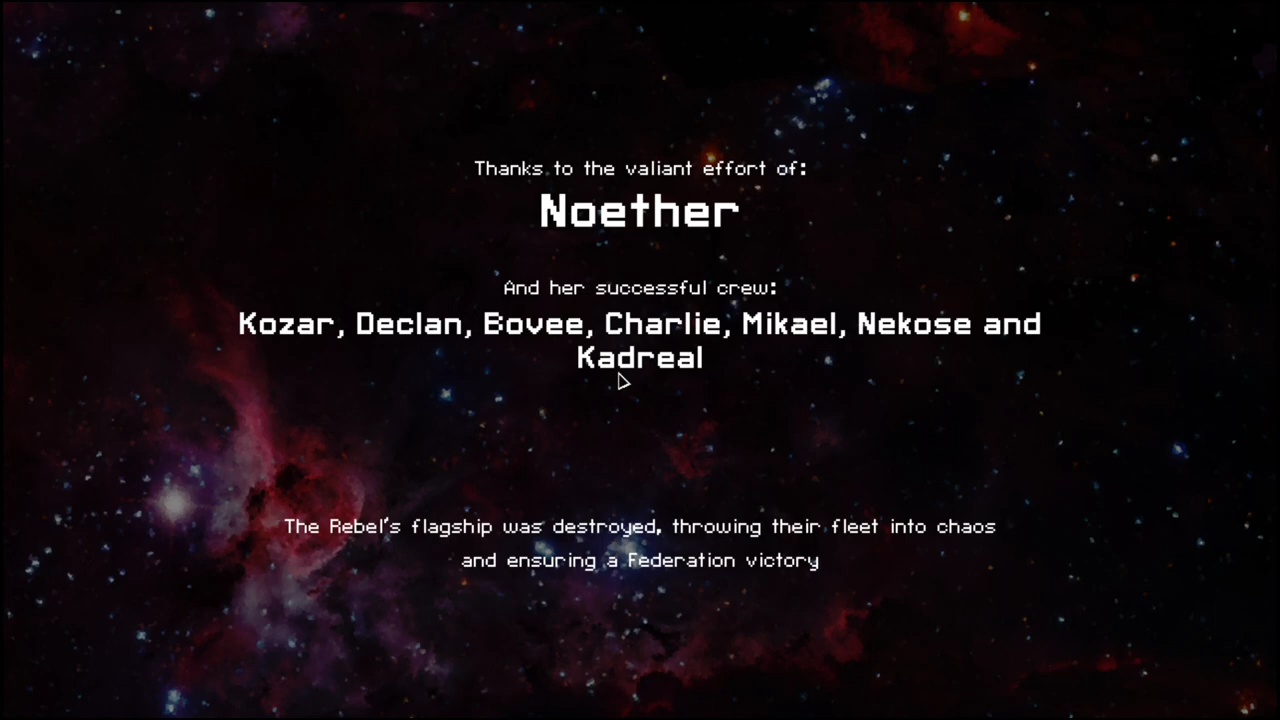 Thanks to the valiant effort of:
Noether
And her successful crew:
Kozar, Declan, Bovee, Charlie, Mikael, Nekose and
Kadreal
The Rebel's flagship was destroyed, throwing their fleet into chaos
and ensuring a Federation victory